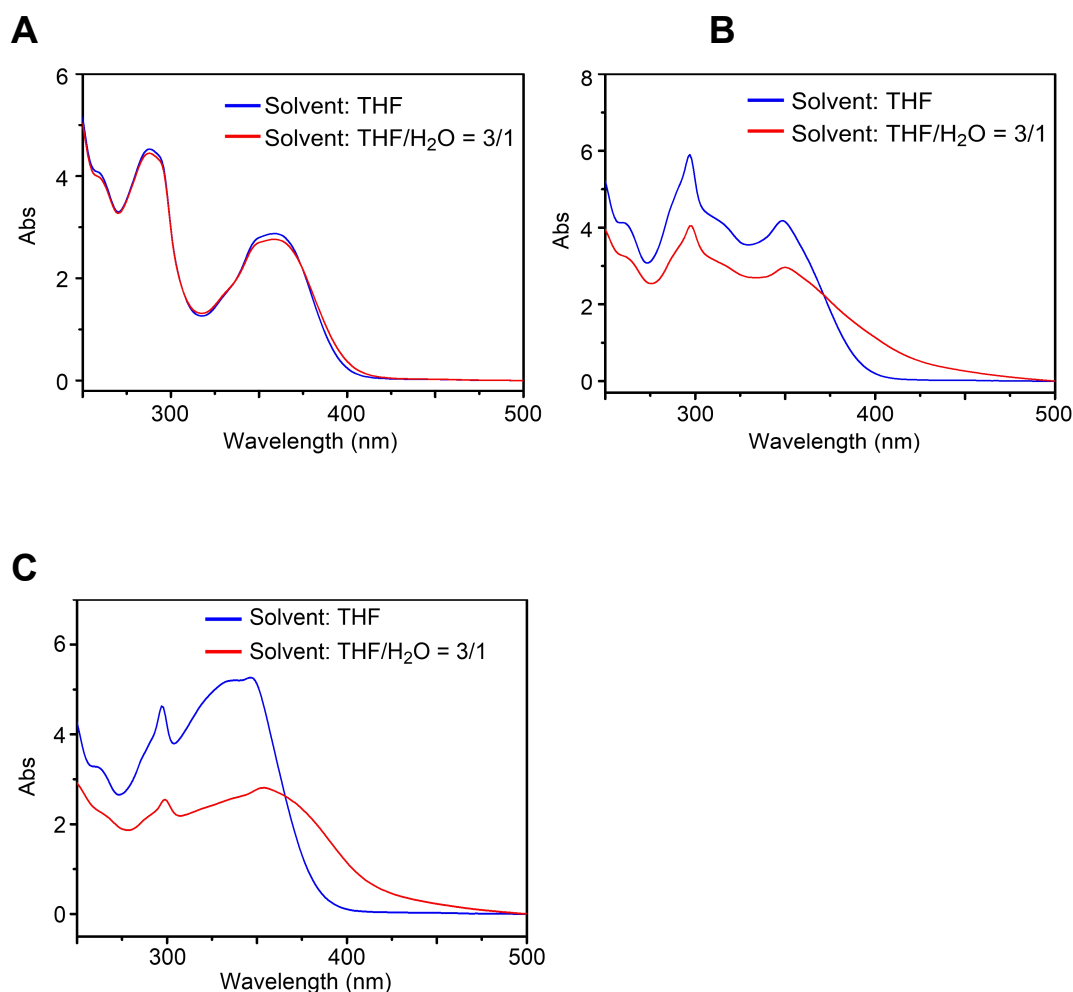 A
6
4
2
0
Abs
Solvent: THF
Solvent: THF/H₂O = 3/1
300
400
500
Wavelength (nm)
B
8
6
4
2
0
Abs
Solvent: THF
Solvent: THF/H₂O = 3/1
300
400
500
Wavelength (nm)
C
6
4
2
0
Abs
Solvent: THF
Solvent: THF/H₂O = 3/1
300
400
500
Wavelength (nm)